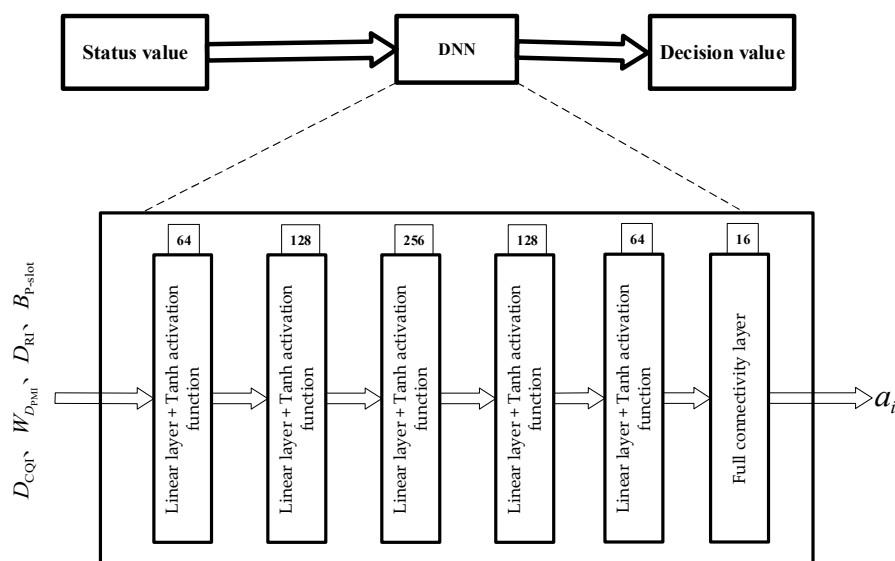 Status value
DNN
Decision value
64
128
256
128
64
16
D_CQI、 W_{D_PMI}、 D_RI、 B_P-slot
Linear layer + Tanh activation
function
Linear layer + Tanh activation
function
Linear layer + Tanh activation
function
Linear layer + Tanh activation
function
Linear layer + Tanh activation
function
Full connectivity layer
a_i